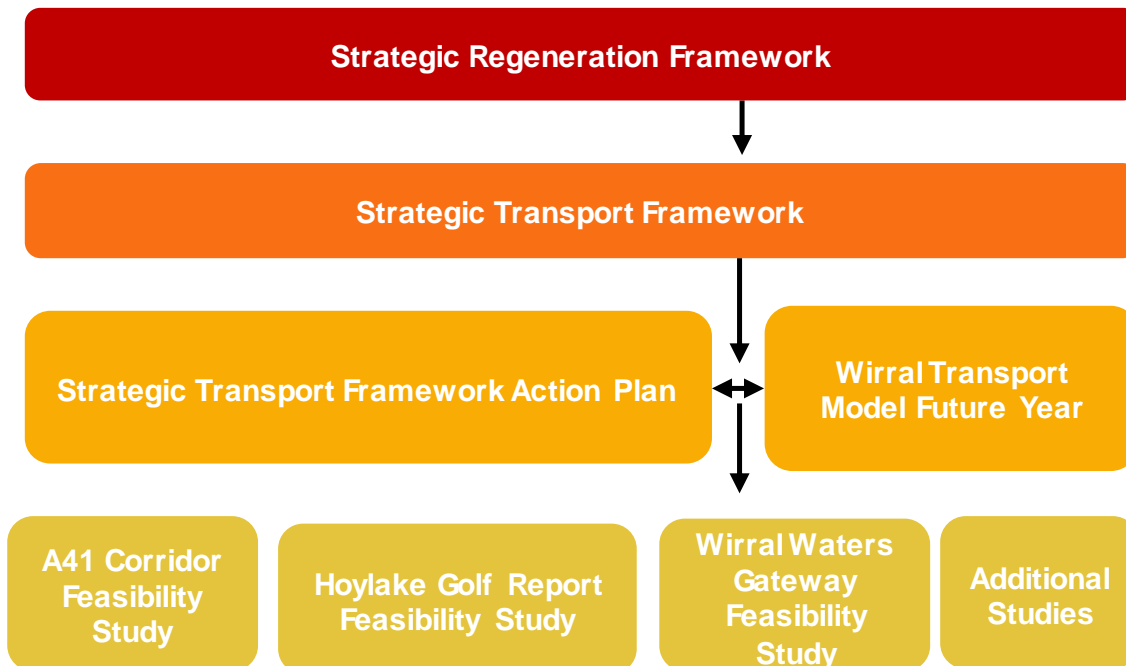 Strategic Regeneration Framework
Strategic Transport Framework
Strategic Transport Framework Action Plan
Wirral Transport
Model Future Year
A41 Corridor
Feasibility
Study
Hoylake Golf Report
Feasibility Study
Wirral Waters
Gateway
Feasibility
Study
Additional
Studies